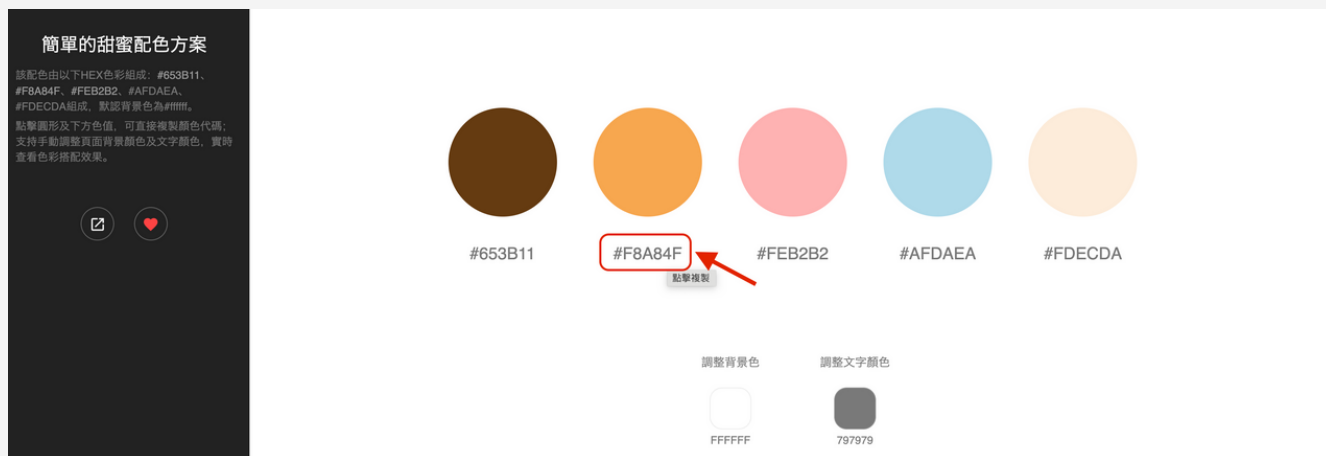 簡單的甜蜜配色方案
該配色由以下HEX色彩組成：#653B11、
#F8A84F、#FEB2B2、#AFDAEA、
#FDECDA組成，默認背景色為#ffffff。
點擊圓形及下方色值，可直接複製顏色代碼；
支持手動調整頁面背景顏色及文字顏色，實時
查看色彩搭配效果。
#653B11
#F8A84F
#FEB2B2
#AFDAEA
#FDECDA
點擊複製
調整背景色
調整文字顏色
FFFFFF
797979